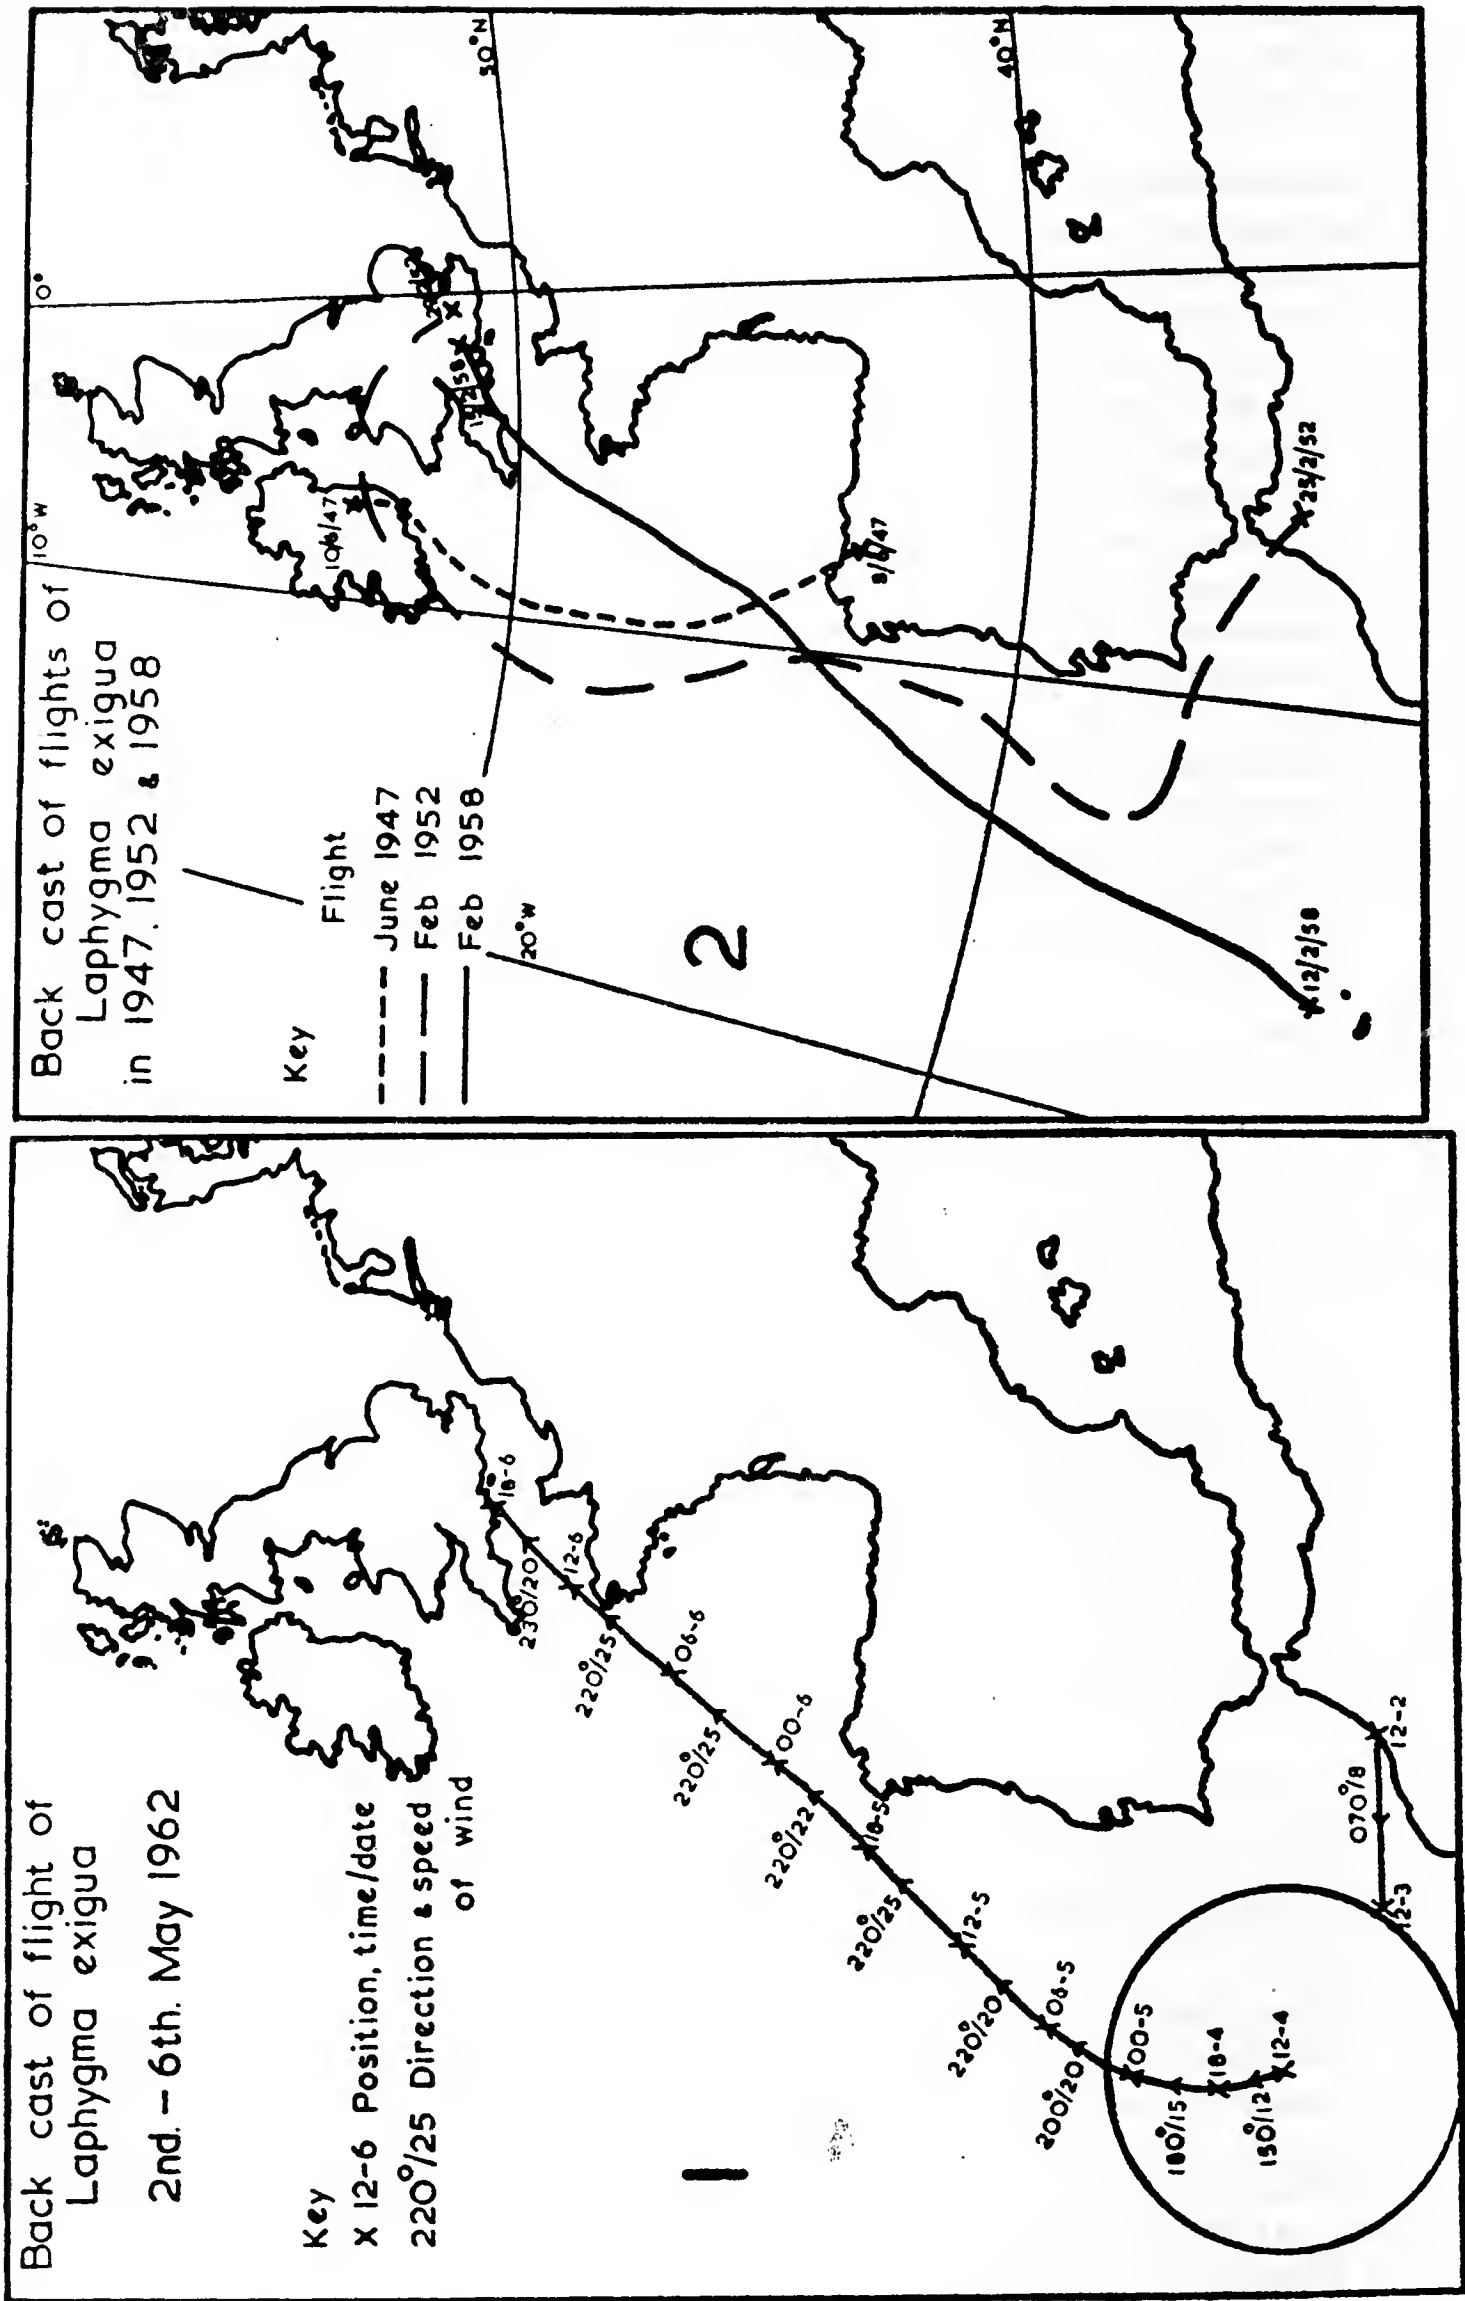 Back cast of flight of
Laphygma exigua
2nd. – 6th. May 1962
Key
X 12-6 Position, time/date
220°/25 Direction & speed
of wind
1
18-6
230°/20
12-6
220°/25
06-6
220°/25
00-6
220°/22
18-5
220°/25
12-5
220°/20
06-5
200°/20
00-5
180°/15
18-4
150°/12
12-4
12-3
070°/8
12-2
Back cast of flights of
Laphygma exigua
in 1947. 1952 & 1958
Key
Flight
June 1947
Feb 1952
Feb 1958
20°W
10°W
0°
50°N
40°N
2
10/6/47
8/6/47
25/2/52
12/2/58